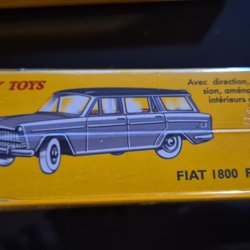 Y TOYS
Avec direction,
sion, aména
intérieurs
FIAT 1800 F